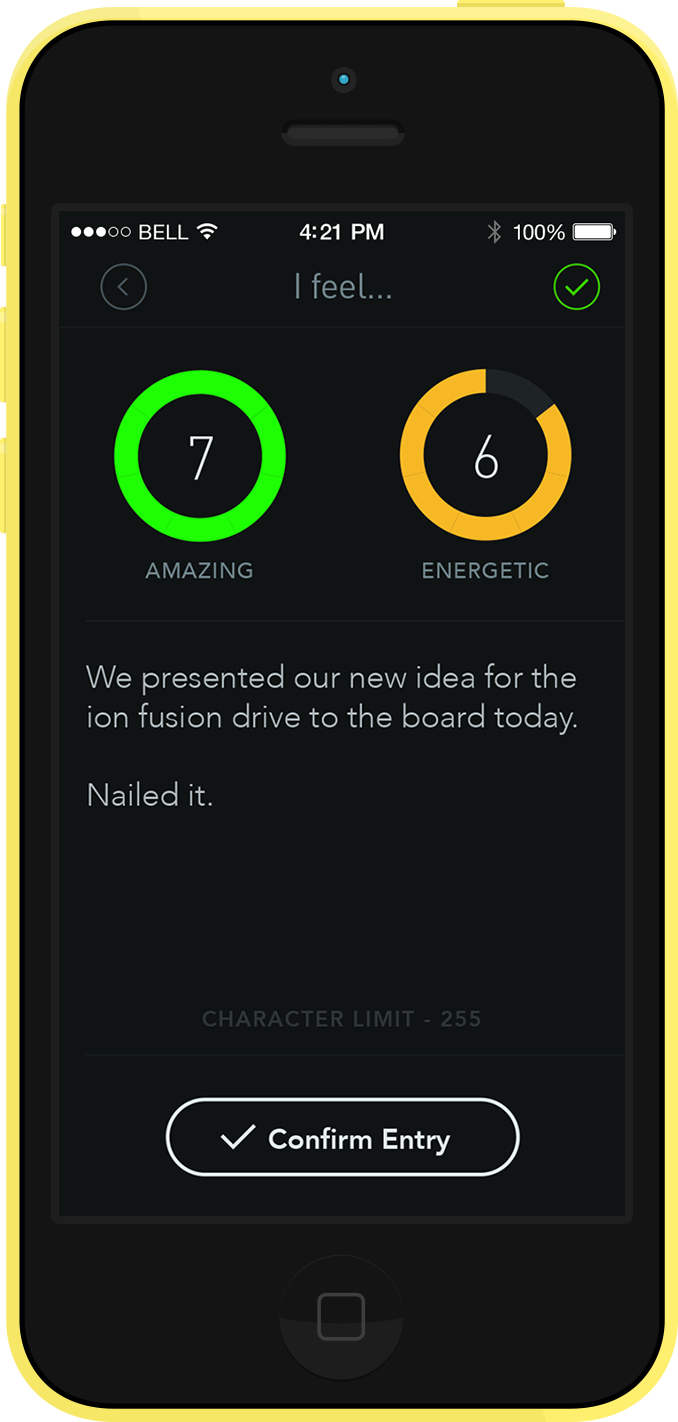 BELL 4:21 PM 100%
I feel...
7 6
AMAZING ENERGETIC
We presented our new idea for the
ion fusion drive to the board today.
Nailed it.
CHARACTER LIMIT - 255
Confirm Entry